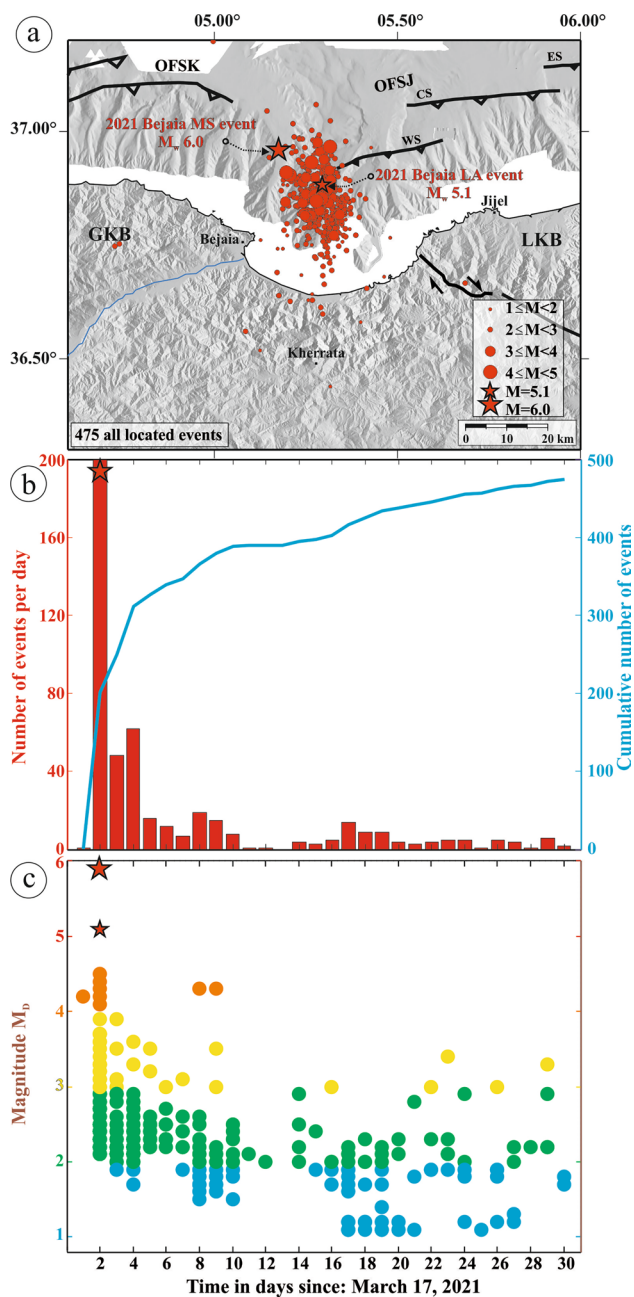 a
05.00° 05.50° 06.00°
OFSK
OFSJ
ES
CS
37.00°
2021 Bejaia MS event
Mw 6.0
WS
2021 Bejaia LA event
Mw 5.1
Jijel
GKB
Bejaia
LKB
1 ≤ M < 2
2 ≤ M < 3
3 ≤ M < 4
4 ≤ M < 5
M=5.1
M=6.0
36.50°
Kherrata
475 all located events
0 10 20 km
b
200 500
160 400
120 300
80 200
40 100
0 0
Number of events per day
Cumulative number of events
c
6
5
4
3
2
1
Magnitude MD
2 4 6 8 10 12 14 16 18 20 22 24 26 28 30
Time in days since: March 17, 2021